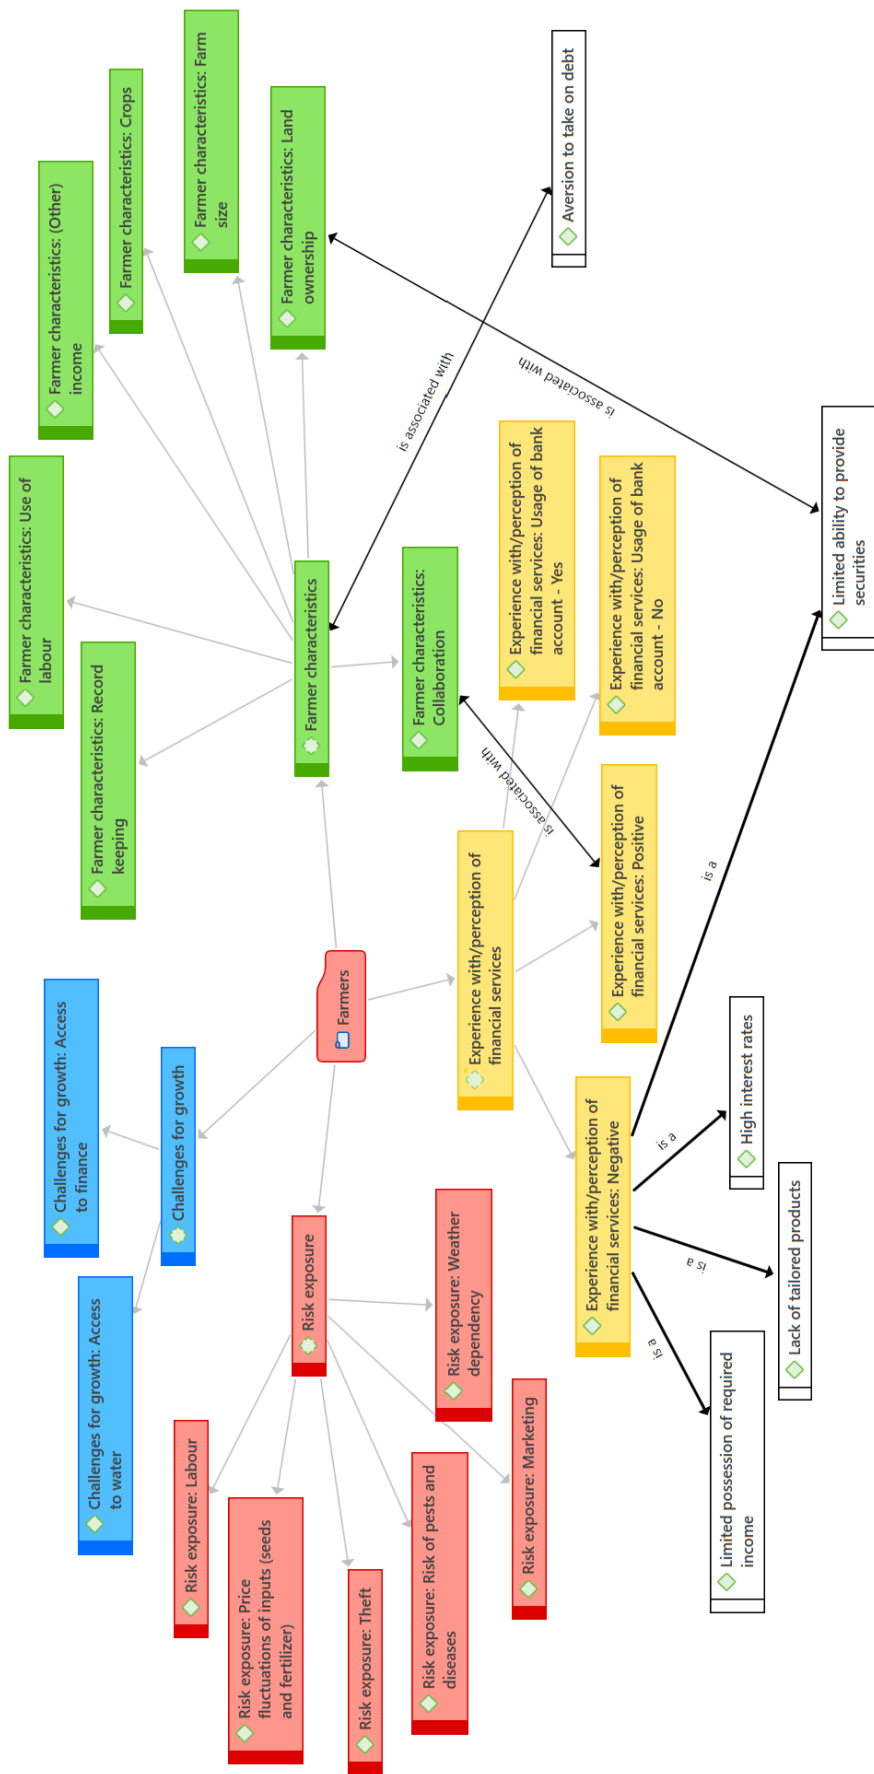 Farmer characteristics: Use of
labour
Farmer characteristics: (Other)
income
Farmer characteristics: Crops
Farmer characteristics: Farm
size
Farmer characteristics: Land
ownership
Farmer characteristics: Record
keeping
Farmer characteristics
Farmer characteristics:
Collaboration
is associated with
Aversion to take on debt
is associated with
is associated with
Challenges for growth: Access
to finance
Challenges for growth: Access
to water
Challenges for growth
Farmers
Experience with/perception of
financial services
Experience with/perception of
financial services: Usage of bank
account - Yes
Experience with/perception of
financial services: Usage of bank
account - No
Experience with/perception of
financial services: Positive
Experience with/perception of
financial services: Negative
Risk exposure
Risk exposure: Labour
Risk exposure: Price
fluctuations of inputs (seeds
and fertilizer)
Risk exposure: Theft
Risk exposure: Risk of pests and
diseases
Risk exposure: Weather
dependency
Risk exposure: Marketing
is a
is a
is a
is a
Limited possession of required
income
Lack of tailored products
High interest rates
Limited ability to provide
securities